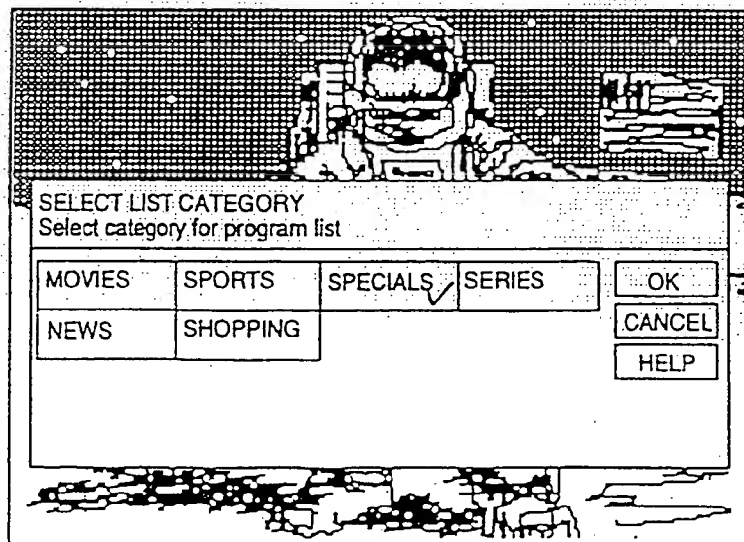 SELECT LIST CATEGORY
Select category for program list
MOVIES SPORTS SPECIALS SERIES OK
NEWS SHOPPING CANCEL
HELP